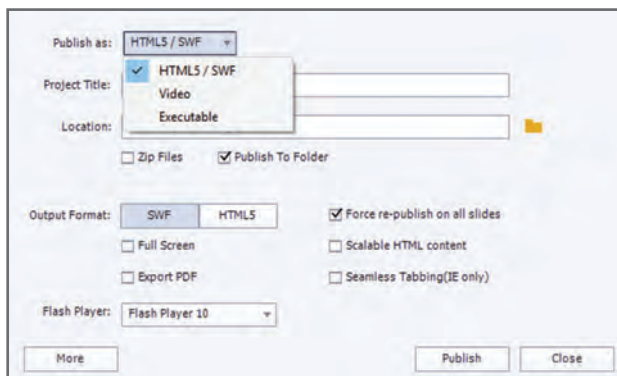 Publish as: HTML5 / SWF
HTML5 / SWF
Project Title:
Video
Executable
Location:
Zip Files Publish To Folder
Output Format: SWF HTML5 Force re-publish on all slides
Full Screen Scalable HTML content
Export PDF Seamless Tabbing(IE only)
Flash Player: Flash Player 10
More Publish Close